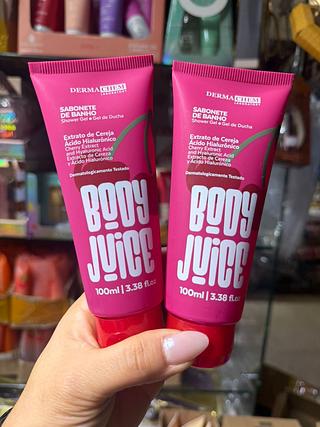 DERMACHEM
LABORATORY
SABONETE
DE BANHO
Shower Gel • Gel de Ducha
Extrato de Cereja
Ácido Hialurônico
Cherry Extract
and Hyaluronic Acid
Extracto de Cereza
y Ácido Hialurónico
Dermatologicamente Testado
BODY
JUICE
100ml | 3.38 fl.oz
DERMACHEM
LABORATORY
SABONETE
DE BANHO
Shower Gel • Gel de Ducha
Extrato de Cereja
Ácido Hialurônico
Cherry Extract
and Hyaluronic Acid
Extracto de Cereza
y Ácido Hialurónico
Dermatologicamente Testado
BODY
JUICE
100ml | 3.38 fl.oz